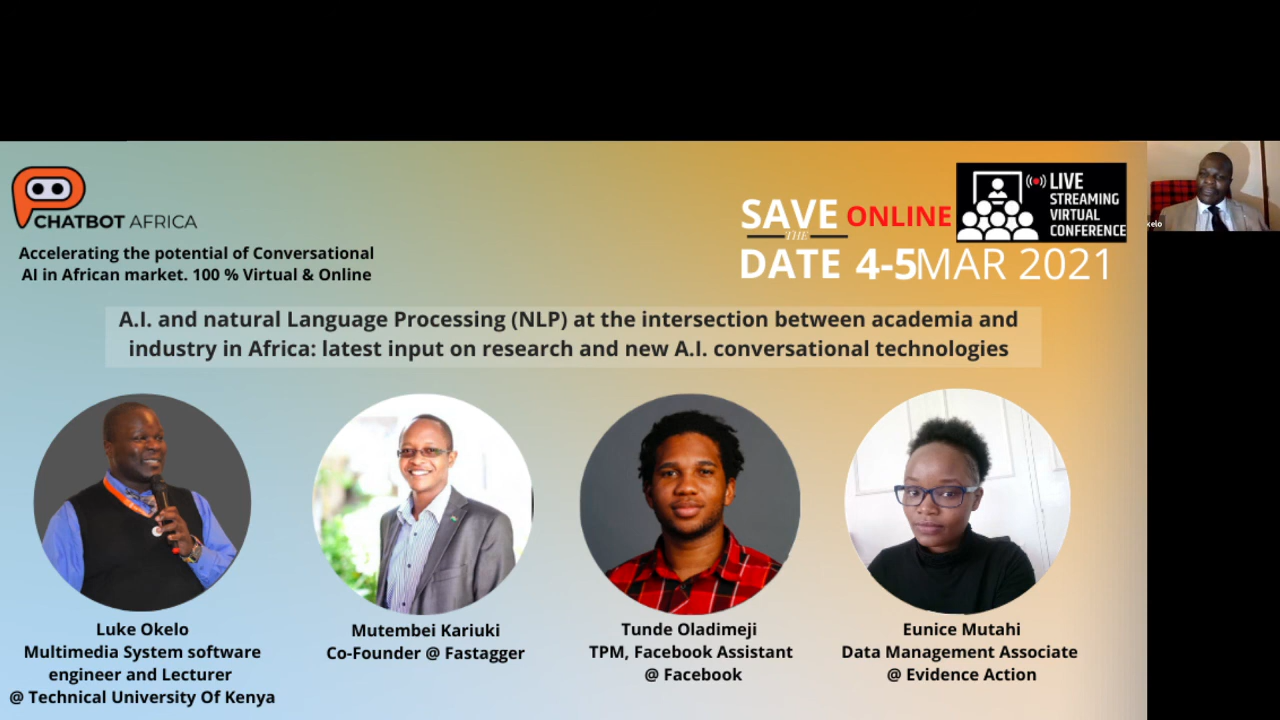 CHATBOT AFRICA
Accelerating the potential of Conversational
AI in African market. 100 % Virtual & Online
SAVE ONLINE
THE
DATE 4-5MAR 2021
LIVE
STREAMING
VIRTUAL
CONFERENCE
kelo
A.I. and natural Language Processing (NLP) at the intersection between academia and
industry in Africa: latest input on research and new A.I. conversational technologies
Luke Okelo
Multimedia System software
engineer and Lecturer
@ Technical University Of Kenya
Mutembei Kariuki
Co-Founder @ Fastagger
Tunde Oladimeji
TPM, Facebook Assistant
@ Facebook
Eunice Mutahi
Data Management Associate
@ Evidence Action